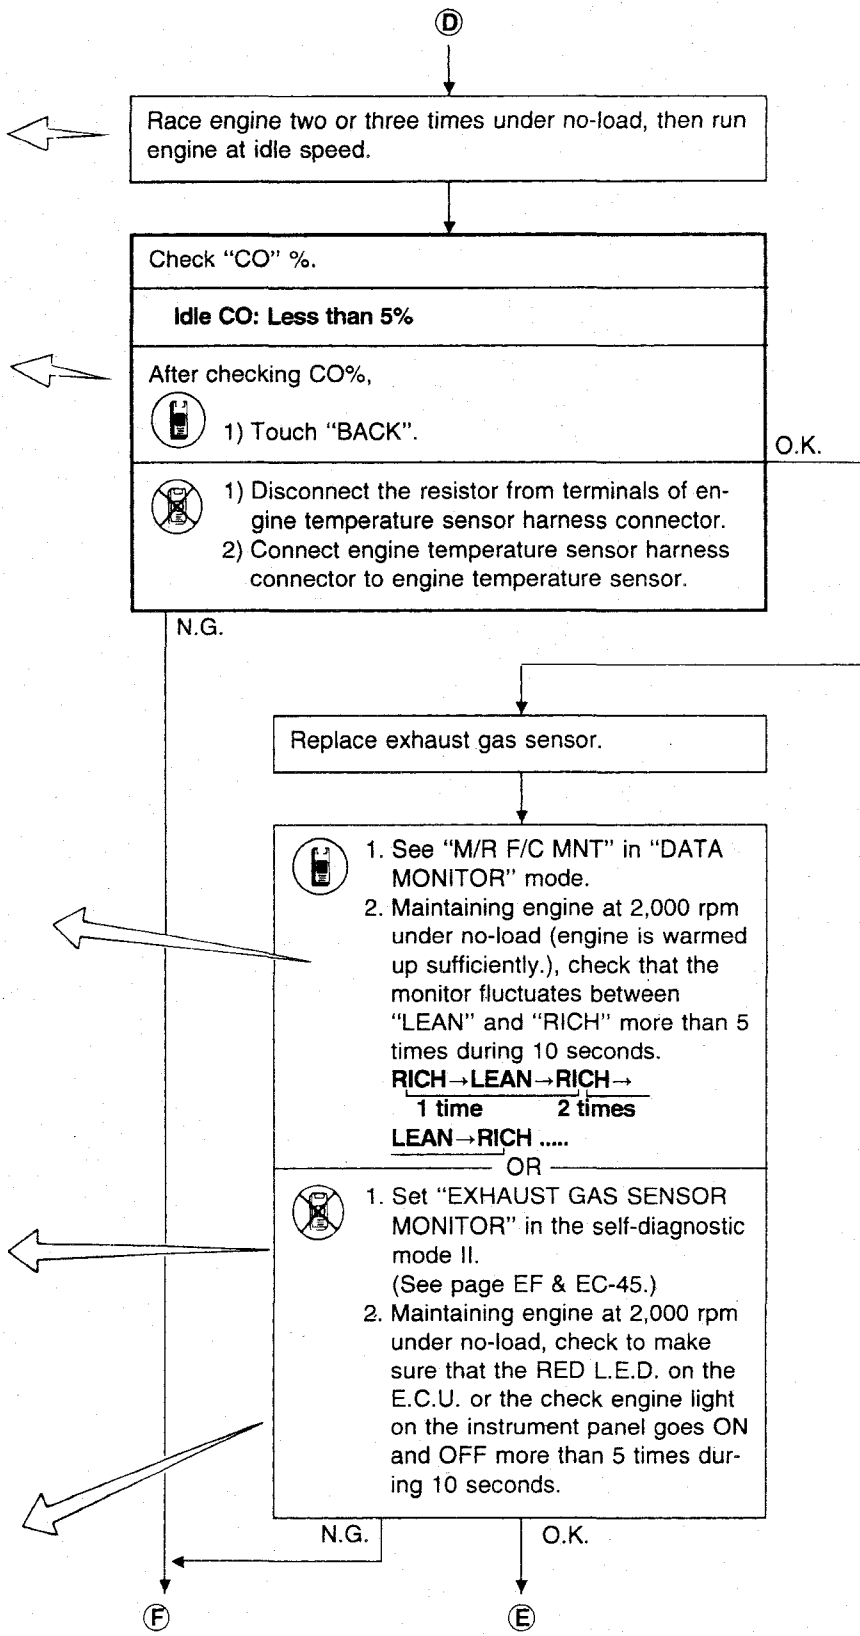 D
Race engine two or three times under no-load, then run
engine at idle speed.
Check “CO” %.
Idle CO: Less than 5%
After checking CO%,
1) Touch “BACK”.
O.K.
1) Disconnect the resistor from terminals of en-
gine temperature sensor harness connector.
2) Connect engine temperature sensor harness
connector to engine temperature sensor.
N.G.
Replace exhaust gas sensor.
1. See “M/R F/C MNT” in “DATA
MONITOR” mode.
2. Maintaining engine at 2,000 rpm
under no-load (engine is warmed
up sufficiently.), check that the
monitor fluctuates between
“LEAN” and “RICH” more than 5
times during 10 seconds.
RICH→LEAN→RICH→
1 time 2 times
LEAN→RICH .....
OR
1. Set “EXHAUST GAS SENSOR
MONITOR” in the self-diagnostic
mode II.
(See page EF & EC-45.)
2. Maintaining engine at 2,000 rpm
under no-load, check to make
sure that the RED L.E.D. on the
E.C.U. or the check engine light
on the instrument panel goes ON
and OFF more than 5 times dur-
ing 10 seconds.
N.G. O.K.
F E